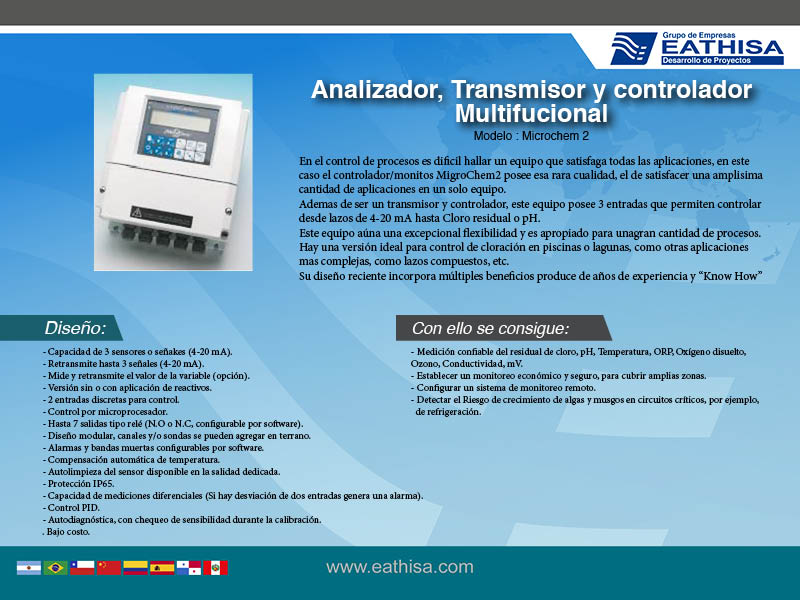 Grupo de Empresas
EATHISA
Desarrollo de Proyectos
Analizador, Transmisor y controlador
Multifucional
Modelo : Microchem 2
En el control de procesos es dificil hallar un equipo que satisfaga todas las aplicaciones, en este
caso el controlador/monitos MigroChem2 posee esa rara cualidad, el de satisfacer una amplisima
cantidad de aplicaciones en un solo equipo.
Ademas de ser un transmisor y controlador, este equipo posee 3 entradas que permiten controlar
desde lazos de 4-20 mA hasta Cloro residual o pH.
Este equipo aúna una excepcional flexibilidad y es apropiado para unagran cantidad de procesos.
Hay una versión ideal para control de cloración en piscinas o lagunas, como otras aplicaciones
mas complejas, como lazos compuestos, etc.
Su diseño reciente incorpora múltiples beneficios produce de años de experiencia y “Know How”
Diseño:
- Capacidad de 3 sensores o señakes (4-20 mA).
- Retransmite hasta 3 señales (4-20 mA).
- Mide y retransmite el valor de la variable (opción).
- Versión sin o con aplicación de reactivos.
- 2 entradas discretas para control.
- Control por microprocesador.
- Hasta 7 salidas tipo relé (N.O o N.C, configurable por software).
- Diseño modular, canales y/o sondas se pueden agregar en terrano.
- Alarmas y bandas muertas configurables por software.
- Compensación automática de temperatura.
- Autolimpieza del sensor disponible en la salidad dedicada.
- Protección IP65.
- Capacidad de mediciones diferenciales (Si hay desviación de dos entradas genera una alarma).
- Control PID.
- Autodiagnóstica, con chequeo de sensibilidad durante la calibración.
. Bajo costo.
Con ello se consigue:
- Medición confiable del residual de cloro, pH, Temperatura, ORP, Oxígeno disuelto,
Ozono, Conductividad, mV.
- Establecer un monitoreo económico y seguro, para cubrir amplias zonas.
- Configurar un sistema de monitoreo remoto.
- Detectar el Riesgo de crecimiento de algas y musgos en circuitos críticos, por ejemplo,
de refrigeración.
www.eathisa.com